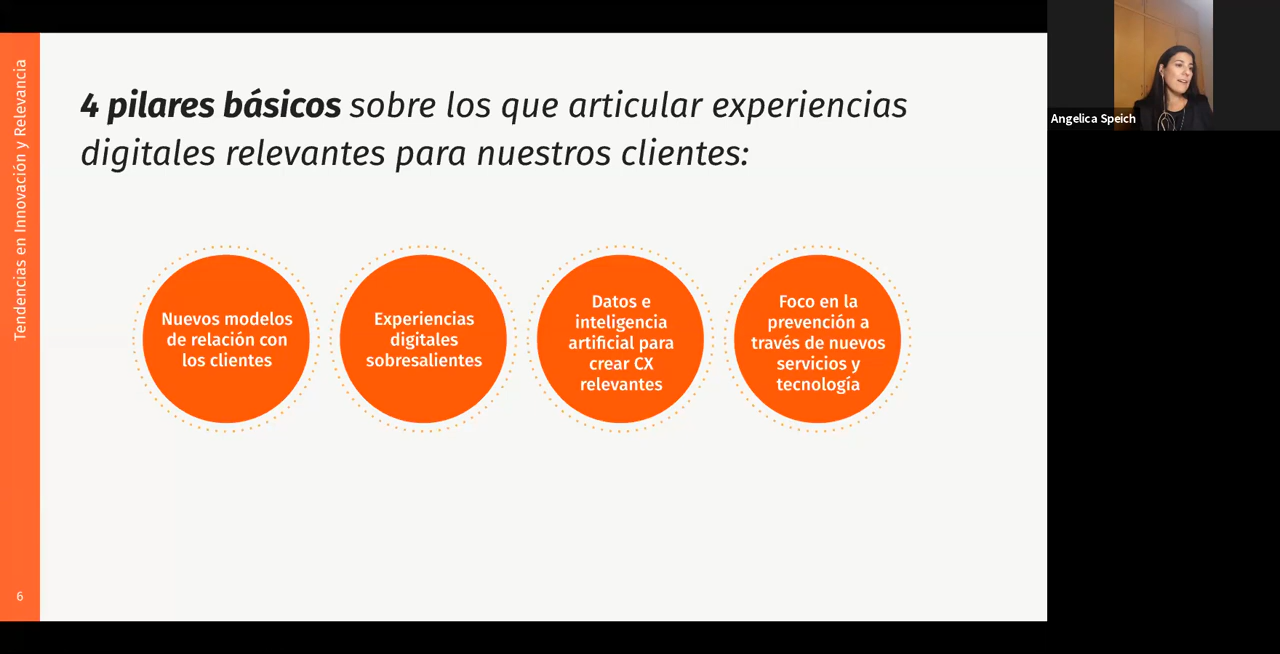 Tendencias en Innovación y Relevancia
4 pilares básicos sobre los que articular experiencias
digitales relevantes para nuestros clientes:
Nuevos modelos
de relación con
los clientes
Experiencias
digitales
sobresalientes
Datos e
inteligencia
artificial para
crear CX
relevantes
Foco en la
prevención a
través de nuevos
servicios y
tecnología
6
Angelica Speich